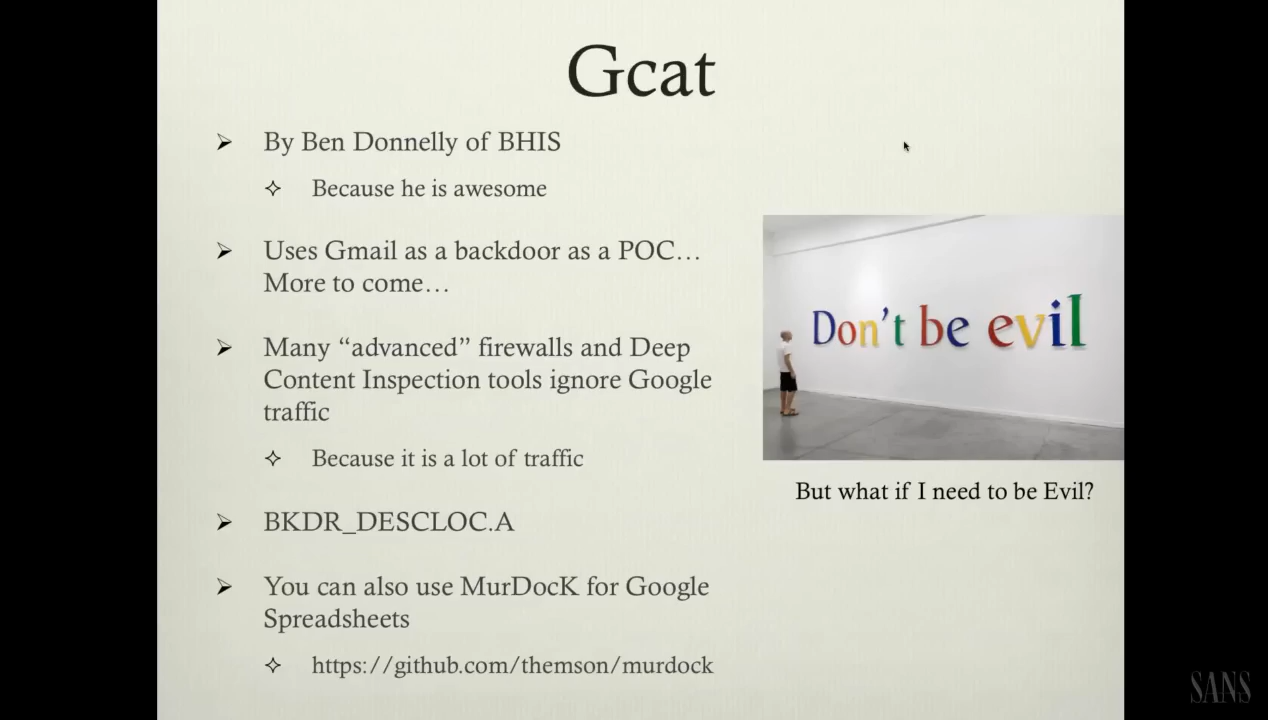 Gcat
By Ben Donnelly of BHIS
Because he is awesome
Uses Gmail as a backdoor as a POC…
More to come…
Many “advanced” firewalls and Deep
Content Inspection tools ignore Google
traffic
Because it is a lot of traffic
BKDR_DESCLOC.A
You can also use MurDocK for Google
Spreadsheets
https://github.com/themson/murdock
Don't be evil
But what if I need to be Evil?
SANS